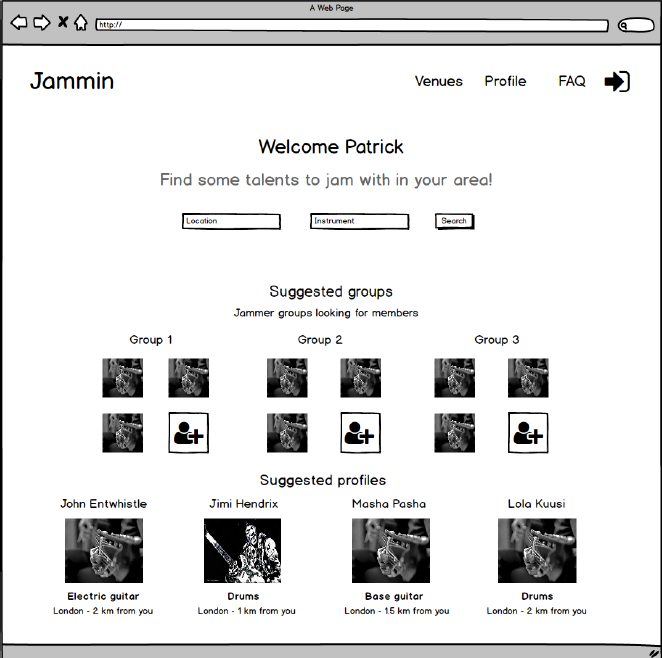 A Web Page
http://
Jammin
Venues Profile FAQ
Welcome Patrick
Find some talents to jam with in your area!
Location Instrument Search
Suggested groups
Jammer groups looking for members
Group 1 Group 2 Group 3
Suggested profiles
John Entwhistle Jimi Hendrix Masha Pasha Lola Kuusi
Electric guitar Drums Base guitar Drums
London - 2 km from you London - 1 km from you London - 1.5 km from you London - 2 km from you